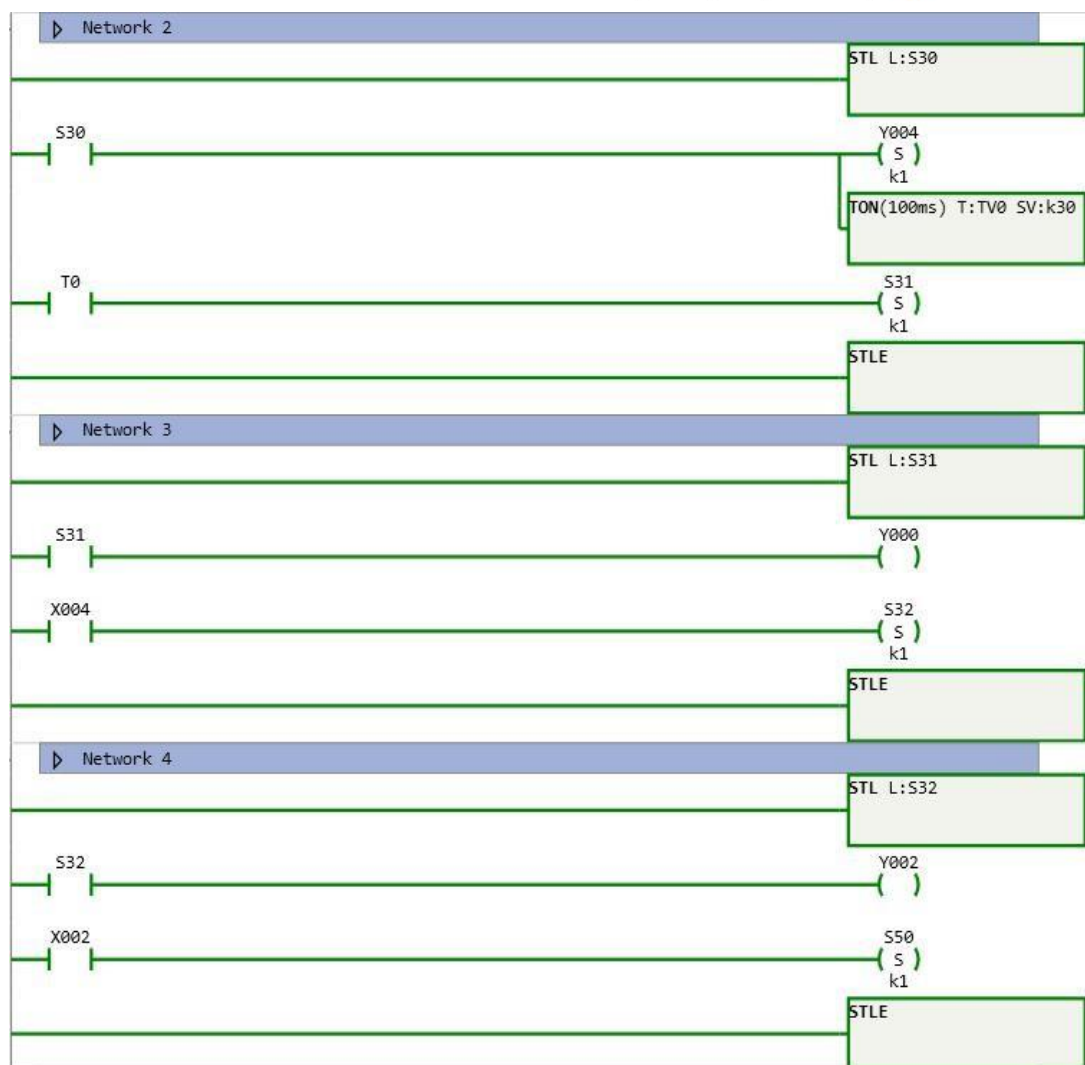 Network 2
STL L:S30
S30
Y004
S
k1
TON(100ms) T:TV0 SV:k30
T0
S31
S
k1
STLE
Network 3
STL L:S31
S31
Y000
X004
S32
S
k1
STLE
Network 4
STL L:S32
S32
Y002
X002
S50
S
k1
STLE